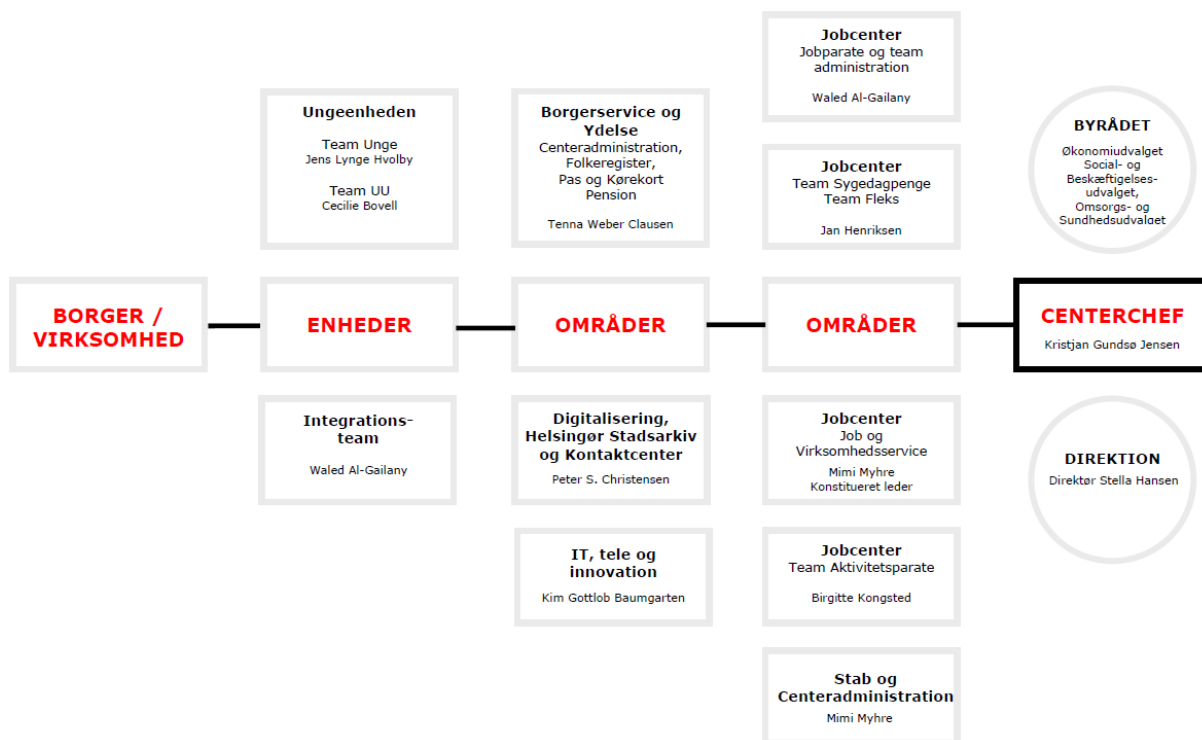 Ungeenheden
Team Unge
Jens Lynge Hvolby
Team UU
Cecilie Bovell
Borgerservice og
Ydelse
Centeradministration,
Folkeregister,
Pas og Kørekort
Pension
Tenna Weber Clausen
Jobcenter
Jobparate og team
administration
Waled Al-Gailany
Jobcenter
Team Sygedagpenge
Team Fleks
Jan Henriksen
BYRÅDET
Økonomiudvalget
Social- og
Beskæftigelses-
udvalget,
Omsorgs- og
Sundhedsudvalget
BORGER /
VIRKSOMHED
ENHEDER
OMRÅDER
OMRÅDER
CENTERCHEF
Kristjan Gundsø Jensen
Integrations-
team
Waled Al-Gailany
Digitalisering,
Helsingør Stadsarkiv
og Kontaktcenter
Peter S. Christensen
IT, tele og
innovation
Kim Gottlob Baumgarten
Jobcenter
Job og
Virksomhedsservice
Mimi Myhre
Konstitueret leder
Jobcenter
Team Aktivitetsparate
Birgitte Kongsted
Stab og
Centeradministration
Mimi Myhre
DIREKTION
Direktør Stella Hansen